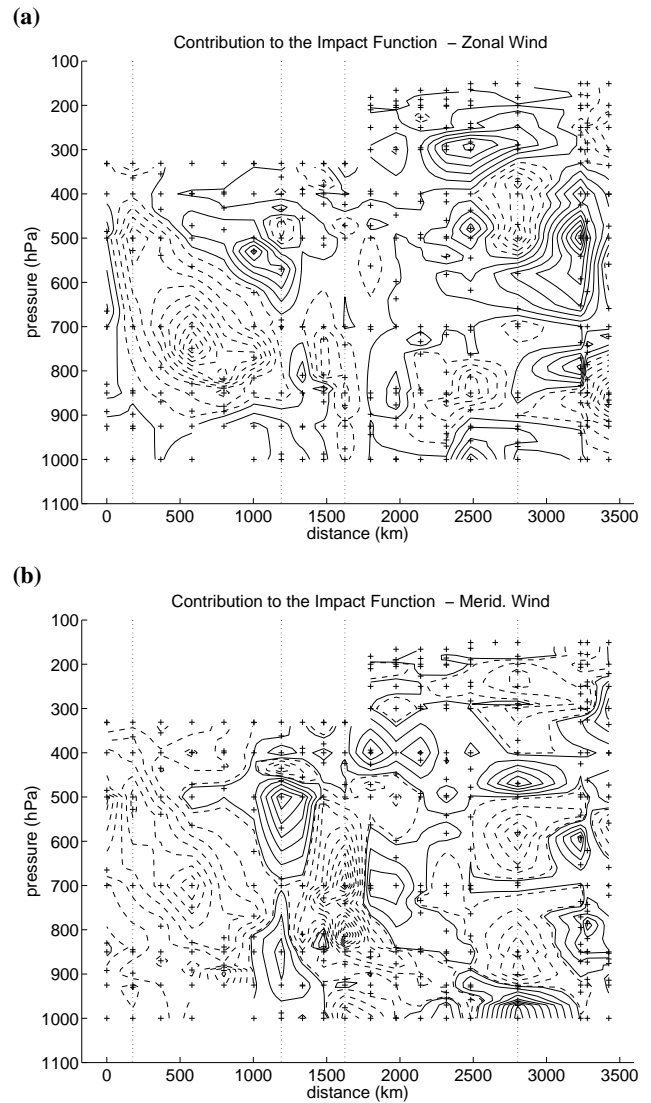 (a)
Contribution to the Impact Function – Zonal Wind
100
200
300
400
500
600
700
800
900
1000
1100
pressure (hPa)
0 500 1000 1500 2000 2500 3000 3500
distance (km)
(b)
Contribution to the Impact Function – Merid. Wind
100
200
300
400
500
600
700
800
900
1000
1100
pressure (hPa)
0 500 1000 1500 2000 2500 3000 3500
distance (km)